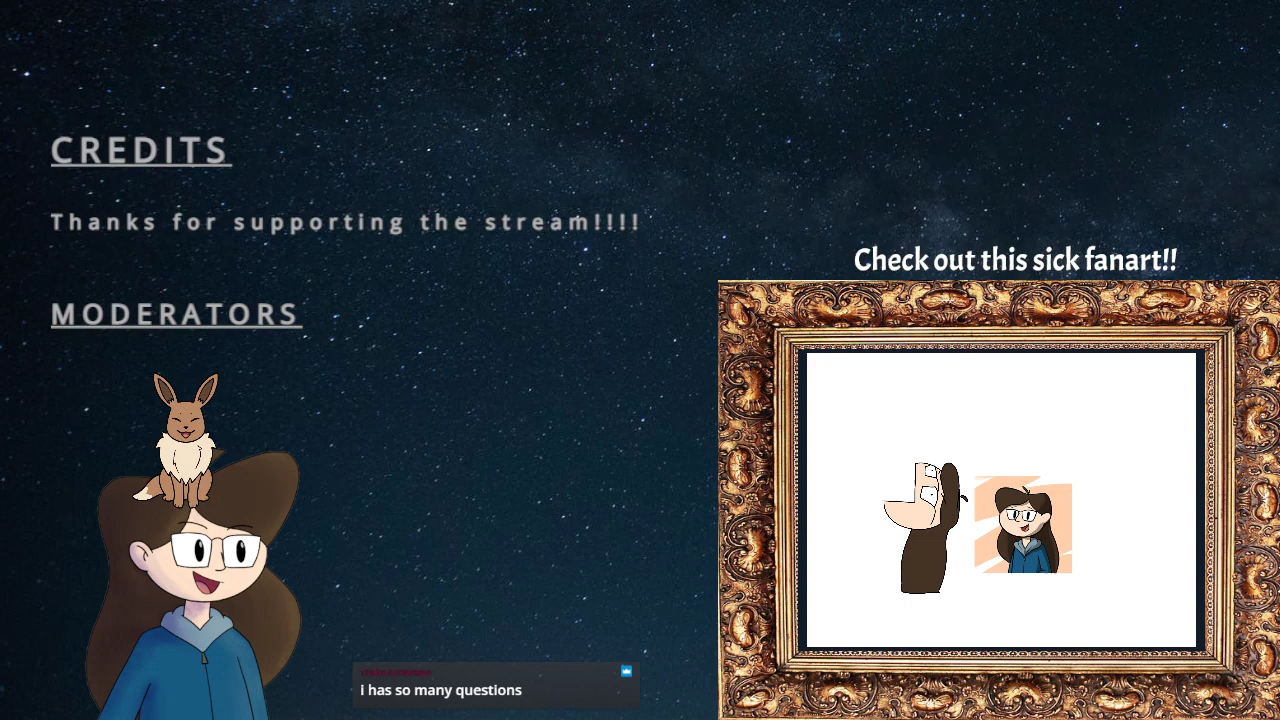 CREDITS
Thanks for supporting the stream!!!!
MODERATORS
Check out this sick fanart!!
i has so many questions